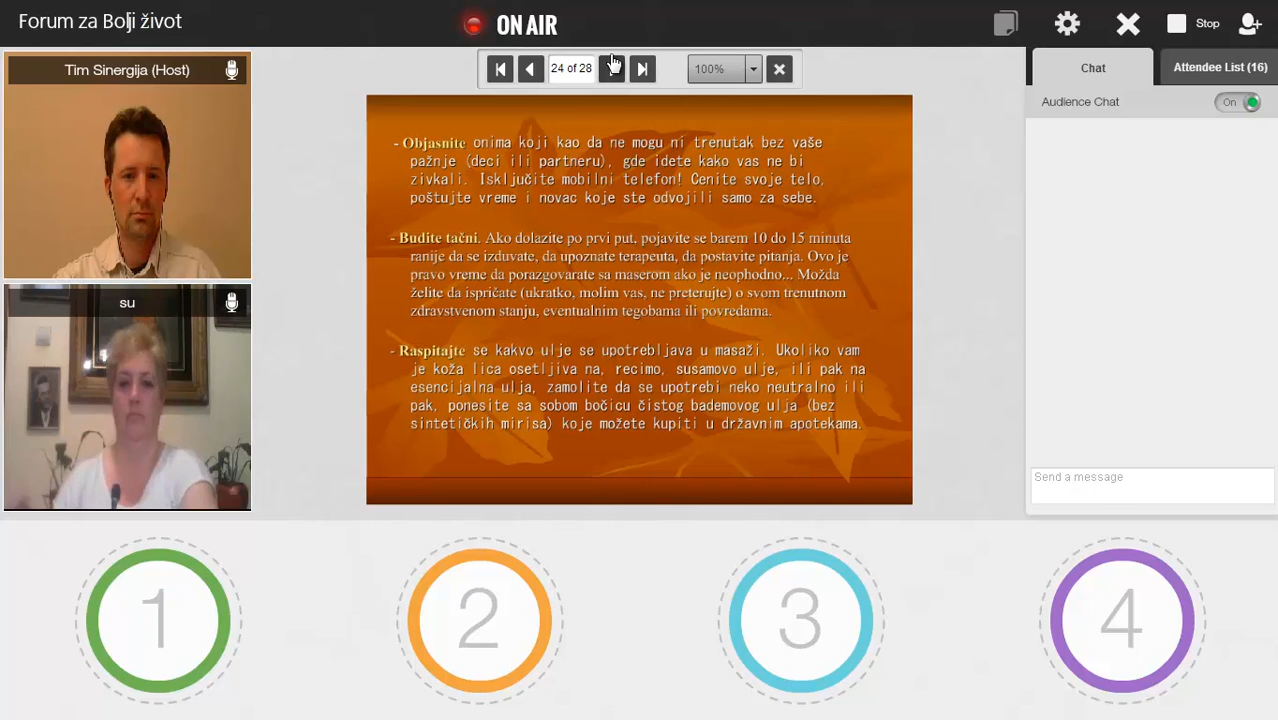 Forum za Bolji život
ON AIR
Stop
Tim Sinergija (Host)
su
24 of 28
100%
Chat
Attendee List (16)
Audience Chat
On
Send a message
- Objasnite onima koji kao da ne mogu ni trenutak bez vaše
pažnje (deci ili partneru), gde idete kako vas ne bi
zivkali. Isključite mobilni telefon! Cenite svoje telo,
poštujte vreme i novac koje ste odvojili samo za sebe.
- Budite tačni. Ako dolazite po prvi put, pojavite se barem 10 do 15 minuta
ranije da se izduvate, da upoznate terapeuta, da postavite pitanja. Ovo je
pravo vreme da porazgovarate sa maserom ako je neophodno... Možda
želite da ispričate (ukratko, molim vas, ne preterujte) o svom trenutnom
zdravstvenom stanju, eventualnim tegobama ili povredama.
- Raspitajte se kakvo ulje se upotrebljava u masaži. Ukoliko vam
je koža lica osetljiva na, recimo, susamovo ulje, ili pak na
esencijalna ulja, zamolite da se upotrebi neko neutralno ili
pak, ponesite sa sobom bočicu čistog bademovog ulja (bez
sintetičkih mirisa) koje možete kupiti u državnim apotekama.
1
2
3
4